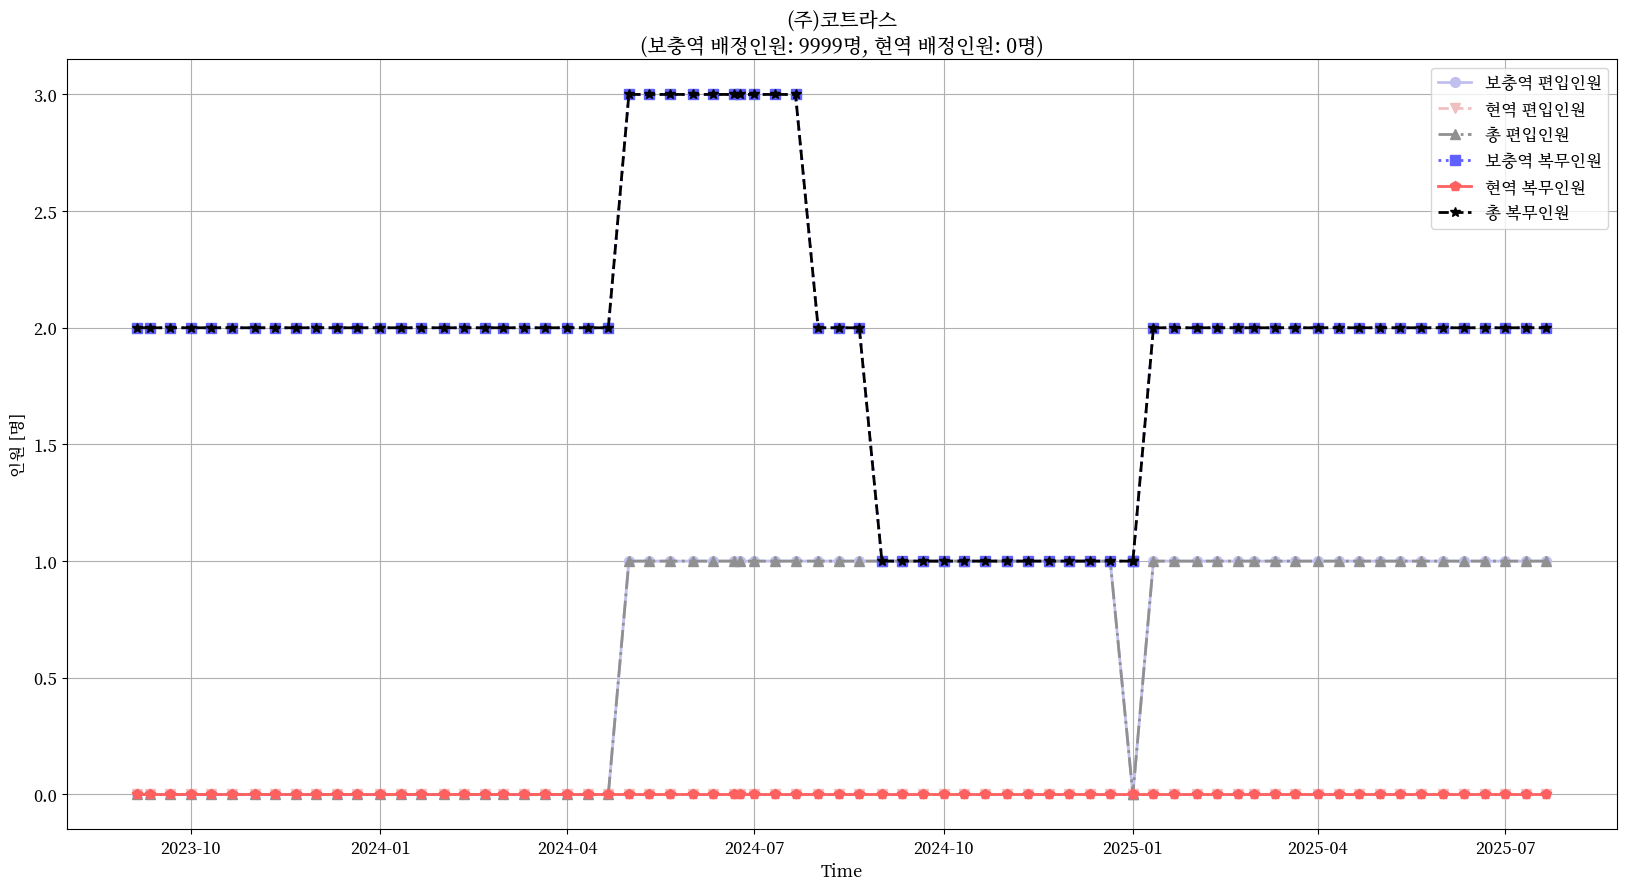 (주)코트라스
(보충역 배정인원: 9999명, 현역 배정인원: 0명)
보충역 편입인원
현역 편입인원
총 편입인원
보충역 복무인원
현역 복무인원
총 복무인원
인원 [명]
3.0
2.5
2.0
1.5
1.0
0.5
0.0
2023-10
2024-01
2024-04
2024-07
2024-10
2025-01
2025-04
2025-07
Time